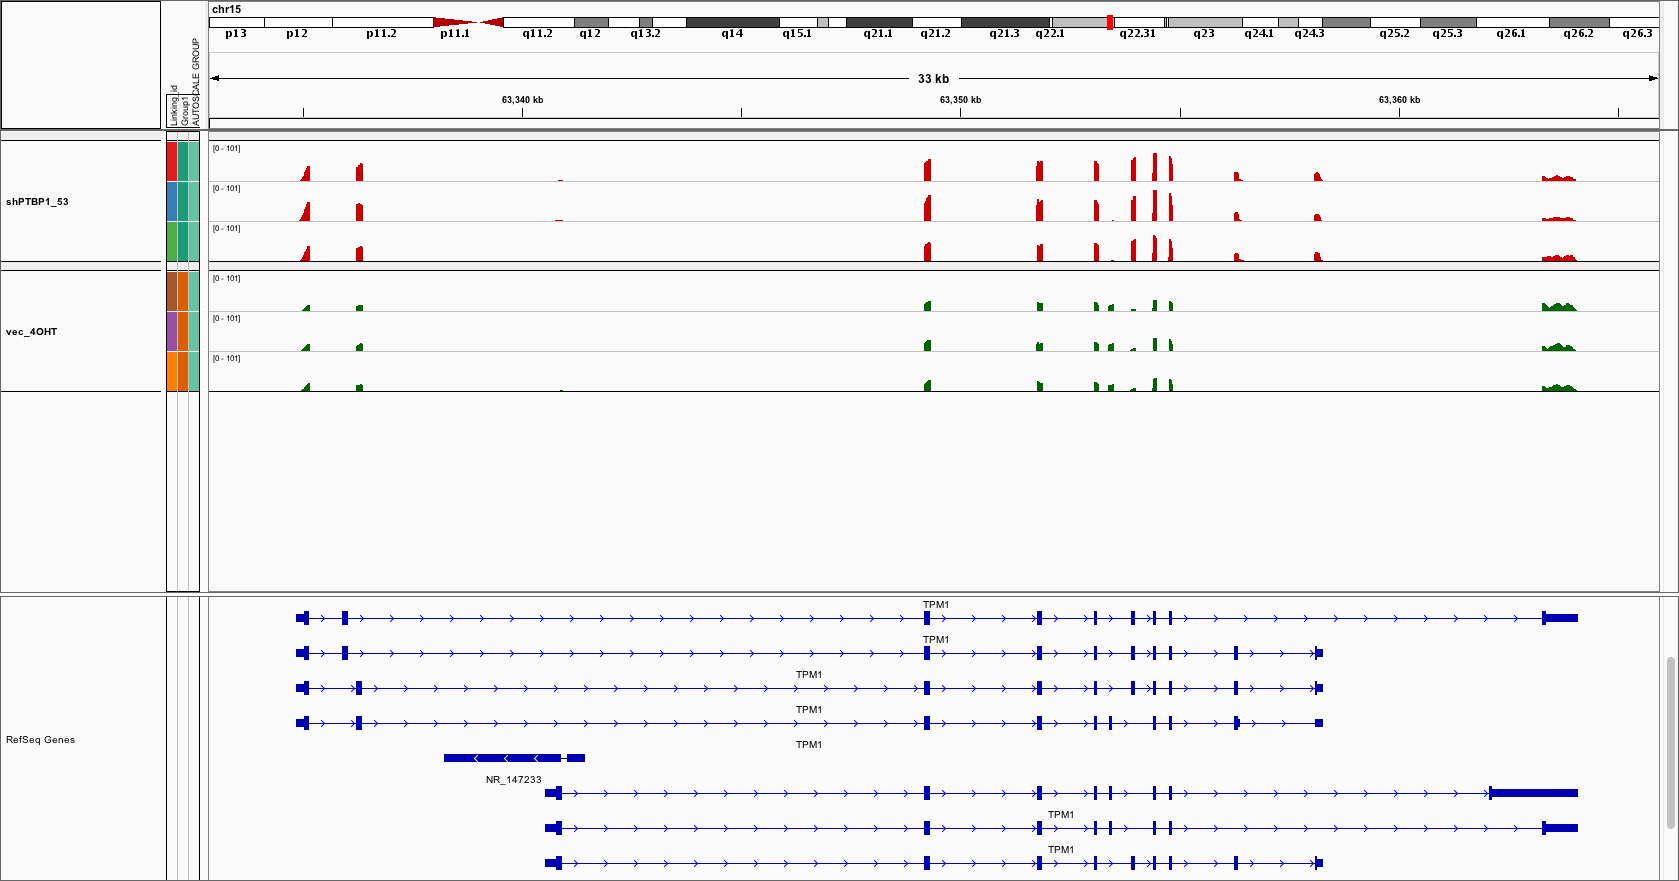 chr15
p13 p12 p11.2 p11.1 q11.2 q12 q13.2 q14 q15.1 q21.1 q21.2 q21.3 q22.1 q22.31 q23 q24.1 q24.3 q25.2 q25.3 q26.1 q26.2 q26.3
33 kb
63,340 kb 63,350 kb 63,360 kb
Linking_id
Group1
AUTOSCALE GROUP
[0 - 101]
[0 - 101]
shPTBP1_53
[0 - 101]
[0 - 101]
[0 - 101]
vec_4OHT
[0 - 101]
TPM1
TPM1
TPM1
TPM1
RefSeq Genes
TPM1
NR_147233
TPM1
TPM1